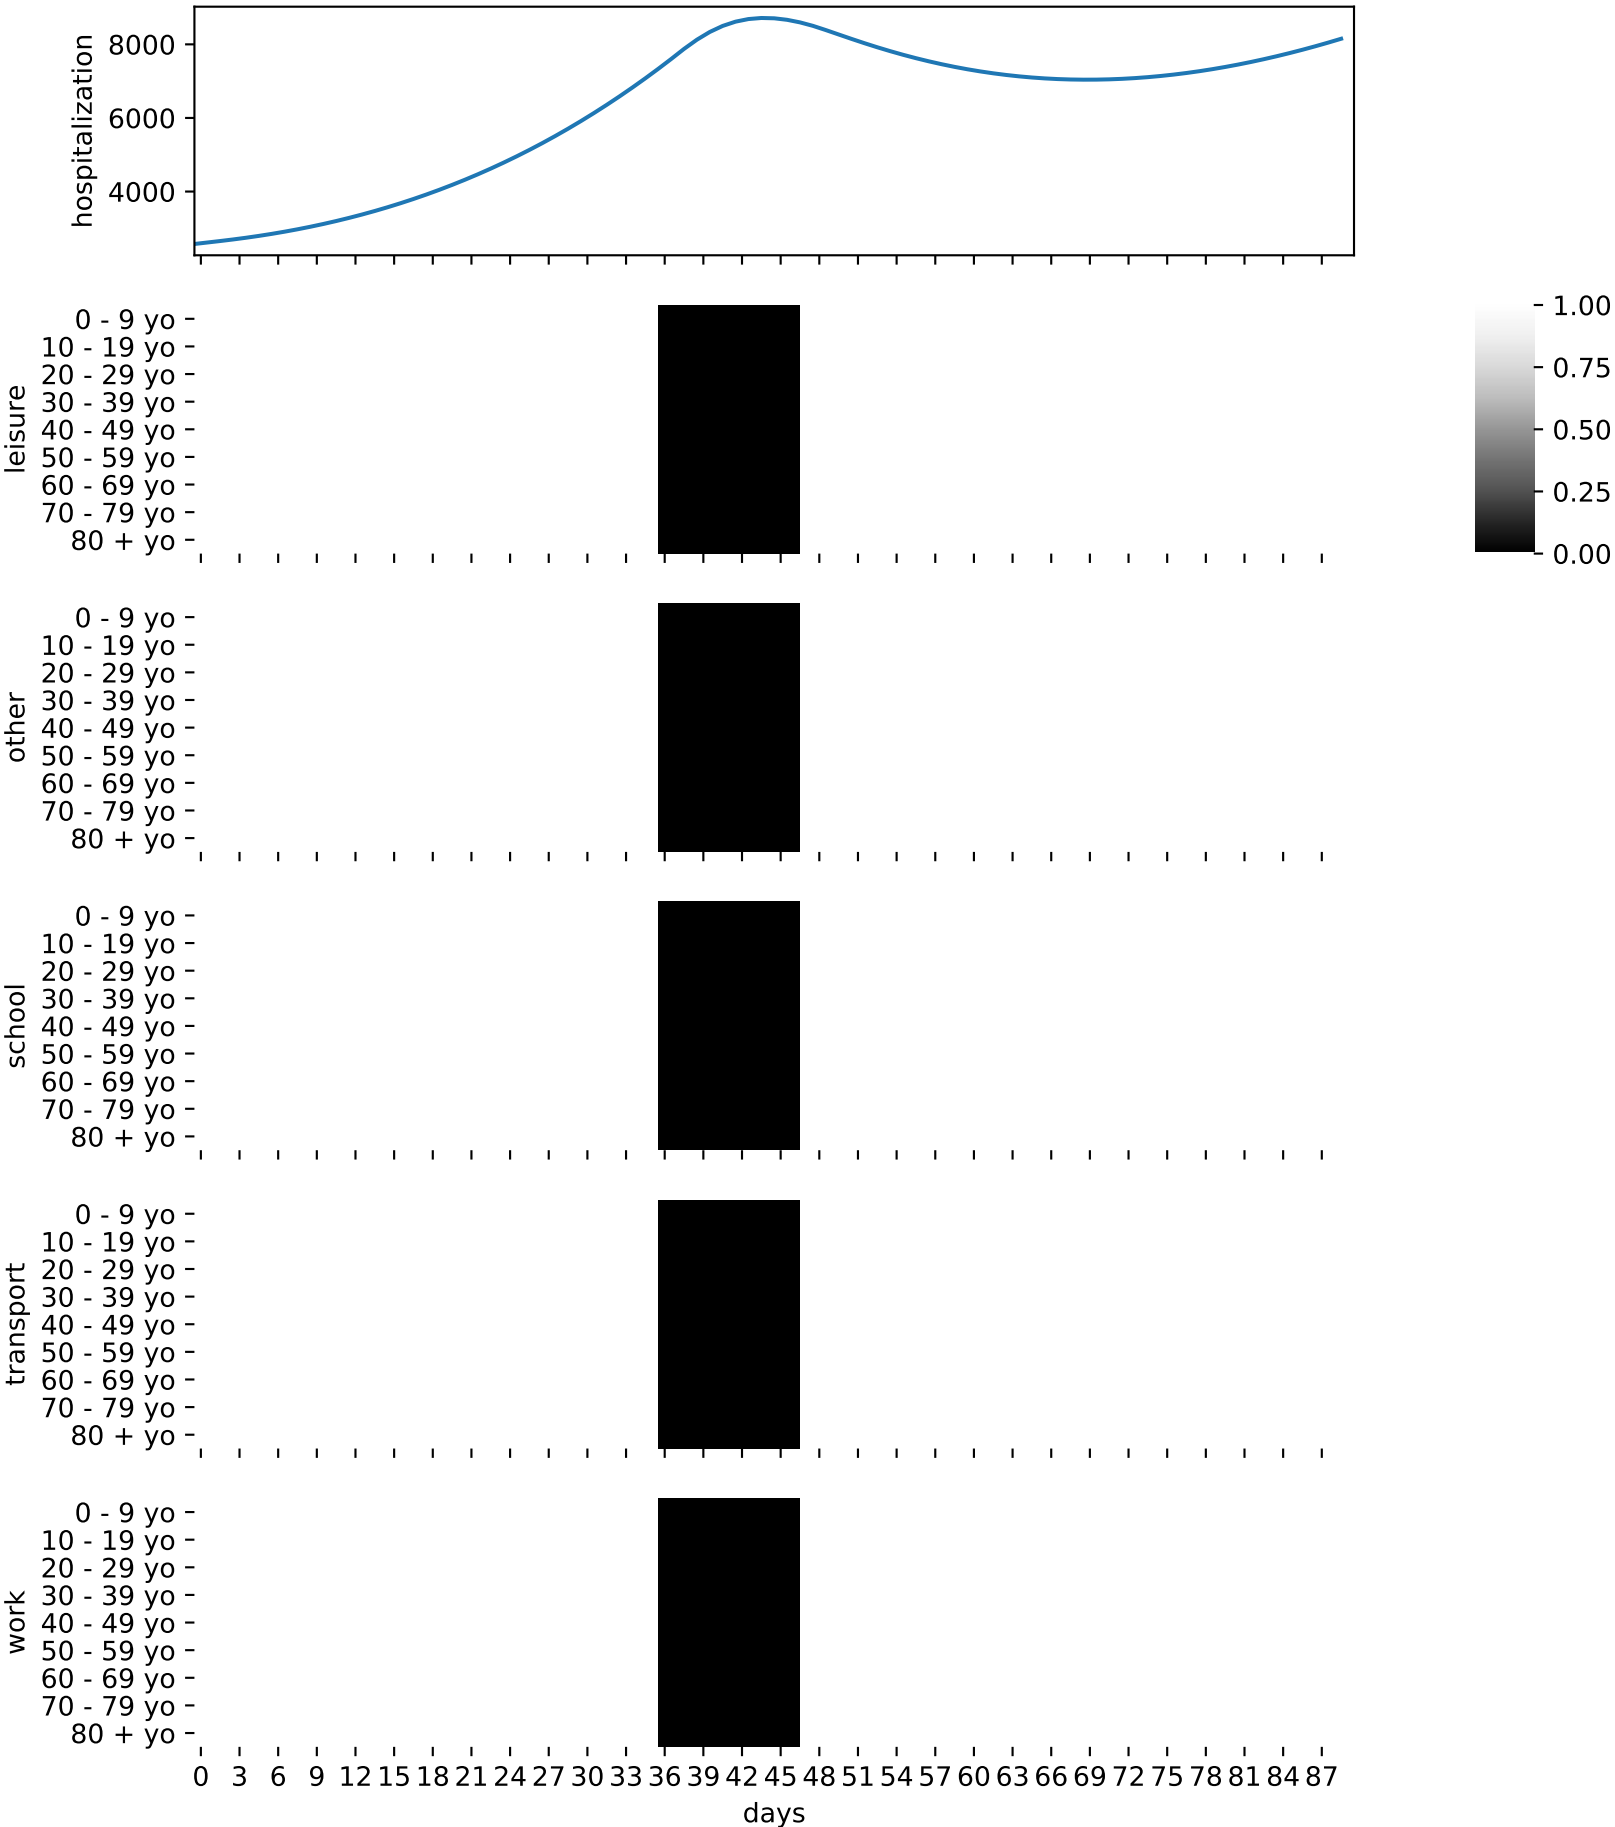 hospitalization
8000
6000
4000
leisure
0 - 9 yo
10 - 19 yo
20 - 29 yo
30 - 39 yo
40 - 49 yo
50 - 59 yo
60 - 69 yo
70 - 79 yo
80 + yo
1.00
0.75
0.50
0.25
0.00
other
0 - 9 yo
10 - 19 yo
20 - 29 yo
30 - 39 yo
40 - 49 yo
50 - 59 yo
60 - 69 yo
70 - 79 yo
80 + yo
school
0 - 9 yo
10 - 19 yo
20 - 29 yo
30 - 39 yo
40 - 49 yo
50 - 59 yo
60 - 69 yo
70 - 79 yo
80 + yo
transport
0 - 9 yo
10 - 19 yo
20 - 29 yo
30 - 39 yo
40 - 49 yo
50 - 59 yo
60 - 69 yo
70 - 79 yo
80 + yo
work
0 - 9 yo
10 - 19 yo
20 - 29 yo
30 - 39 yo
40 - 49 yo
50 - 59 yo
60 - 69 yo
70 - 79 yo
80 + yo
0 3 6 9 12 15 18 21 24 27 30 33 36 39 42 45 48 51 54 57 60 63 66 69 72 75 78 81 84 87
days